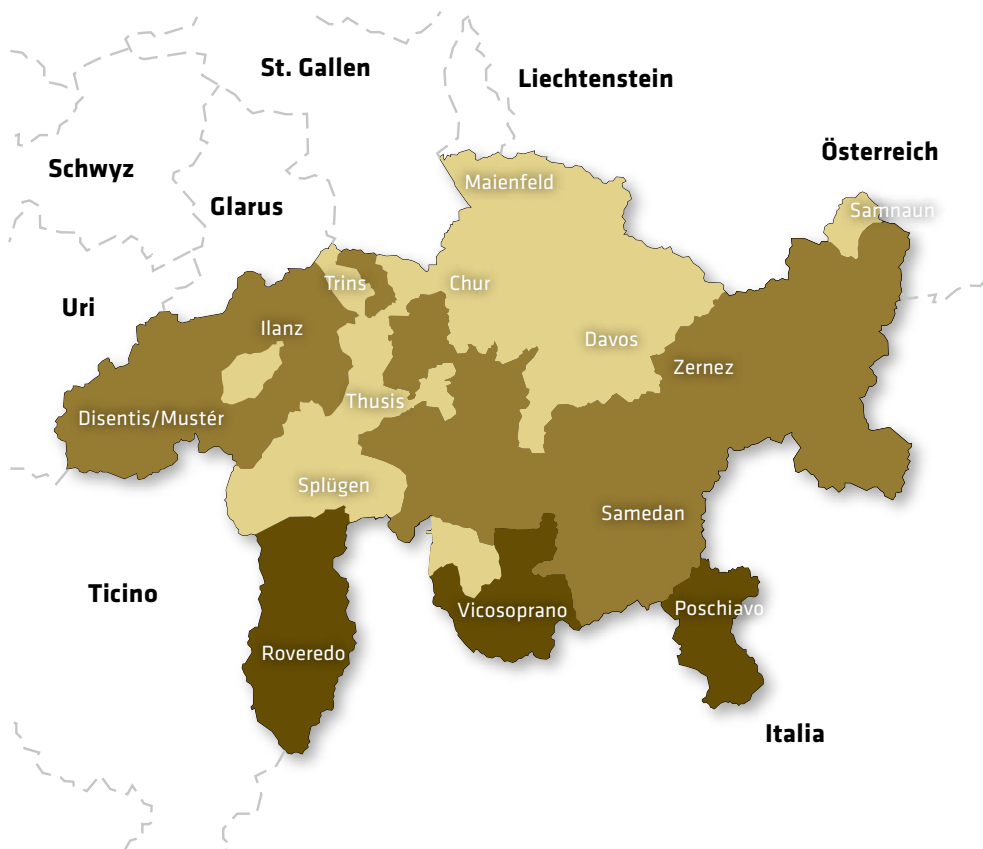 St. Gallen
Liechtenstein
Österreich
Schwyz
Maienfeld
Glarus
Samnaun
Trins
Chur
Uri
Ilanz
Davos
Zernez
Thusis
Disentis/Mustér
Splügen
Samedan
Ticino
Vicosoprano
Poschiavo
Roveredo
Italia